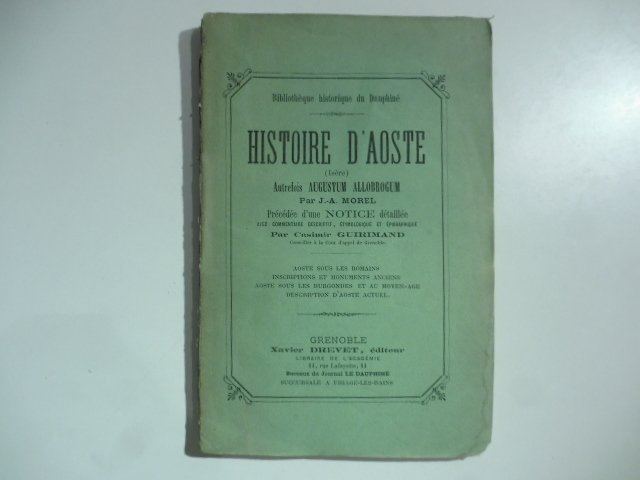 Bibliothèque historique du Dauphiné
HISTOIRE D'AOSTE
(Isère)
Autrefois AUGUSTUM ALLOBROGUM
Par J.-A. MOREL
Précédée d'une NOTICE détaillée
AVEC COMMENTAIRE DESCRIPTIF, ÉTYMOLOGIQUE ET ÉPIGRAPHIQUE
Par Casimir GUIRIMAND
Conseiller à la Cour d'appel de Grenoble.
AOSTE SOUS LES ROMAINS
INSCRIPTIONS ET MONUMENTS ANCIENS
AOSTE SOUS LES BURGONDES ET AU MOYEN-AGE
DESCRIPTION D'AOSTE ACTUEL.
GRENOBLE
Xavier DREVET, éditeur
LIBRAIRE DE L'ACADÉMIE
14, rue Lafayette, 14
Bureaux du Journal LE DAUPHINÉ
SUCCURSALE A URIAGE-LES-BAINS